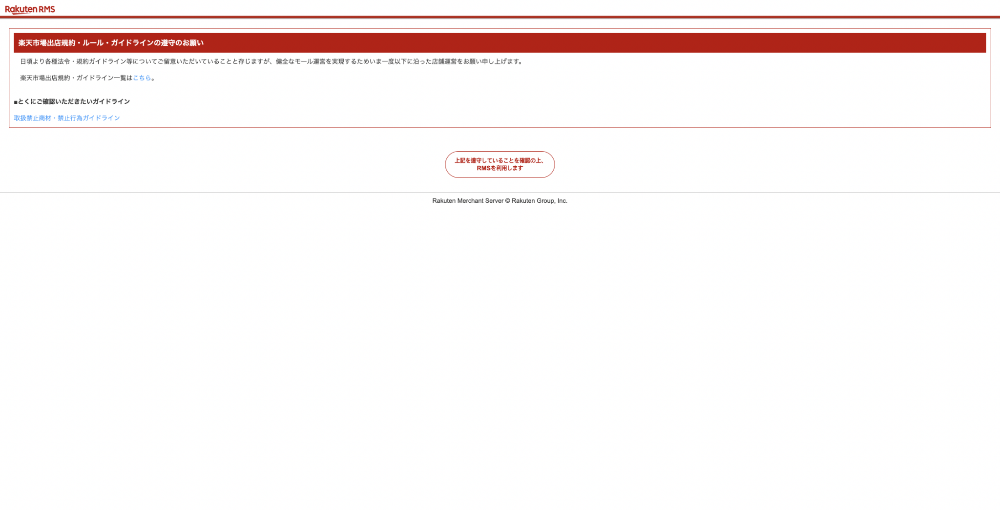 Rakuten RMS
楽天市場出店規約・ルール・ガイドラインの遵守のお願い
日頃より各種法令・規約ガイドライン等についてご留意いただいていることと存じますが、健全なモール運営を実現するためいま一度以下に沿った店舗運営をお願い申し上げます。
楽天市場出店規約・ガイドライン一覧はこちら。
■とくにご確認いただきたいガイドライン
取扱禁止商材・禁止行為ガイドライン
上記を遵守していることを確認の上、
RMSを利用します
Rakuten Merchant Server © Rakuten Group, Inc.